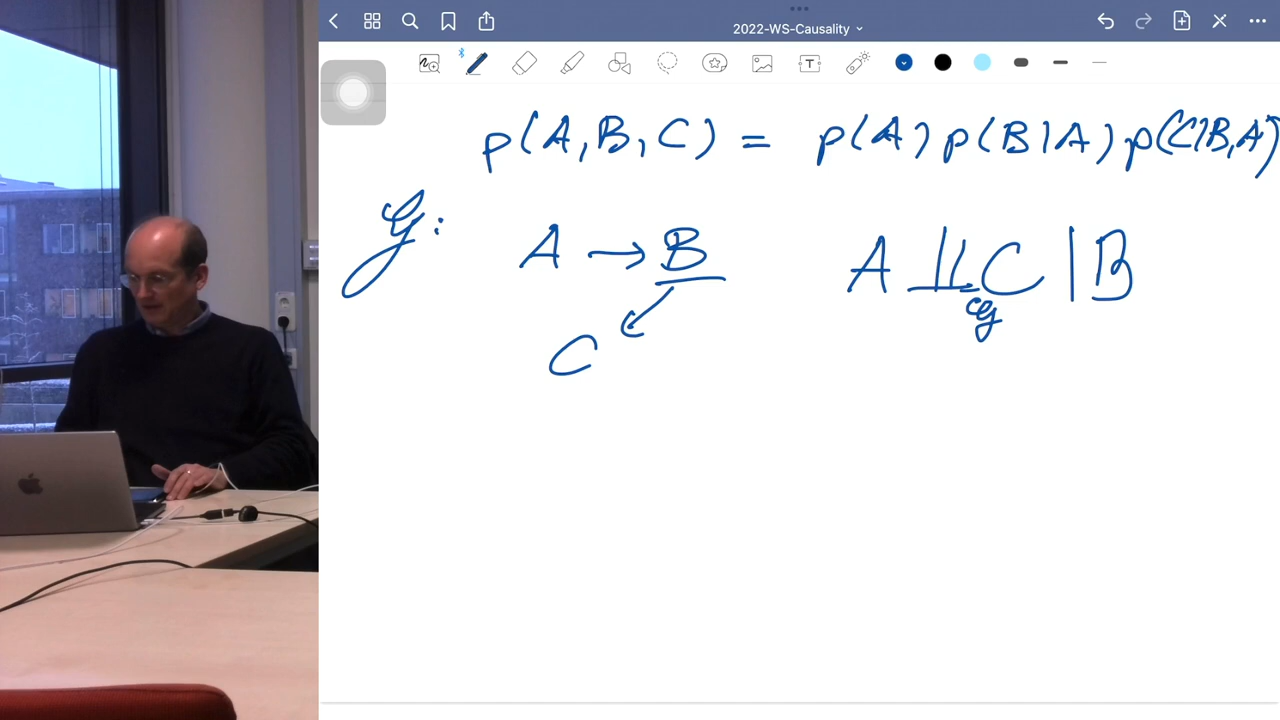 2022-WS-Causality
p(A,B,C) = p(A) p(B|A) p(C|B,A)
G: A → B A ⫫_G C | B
C